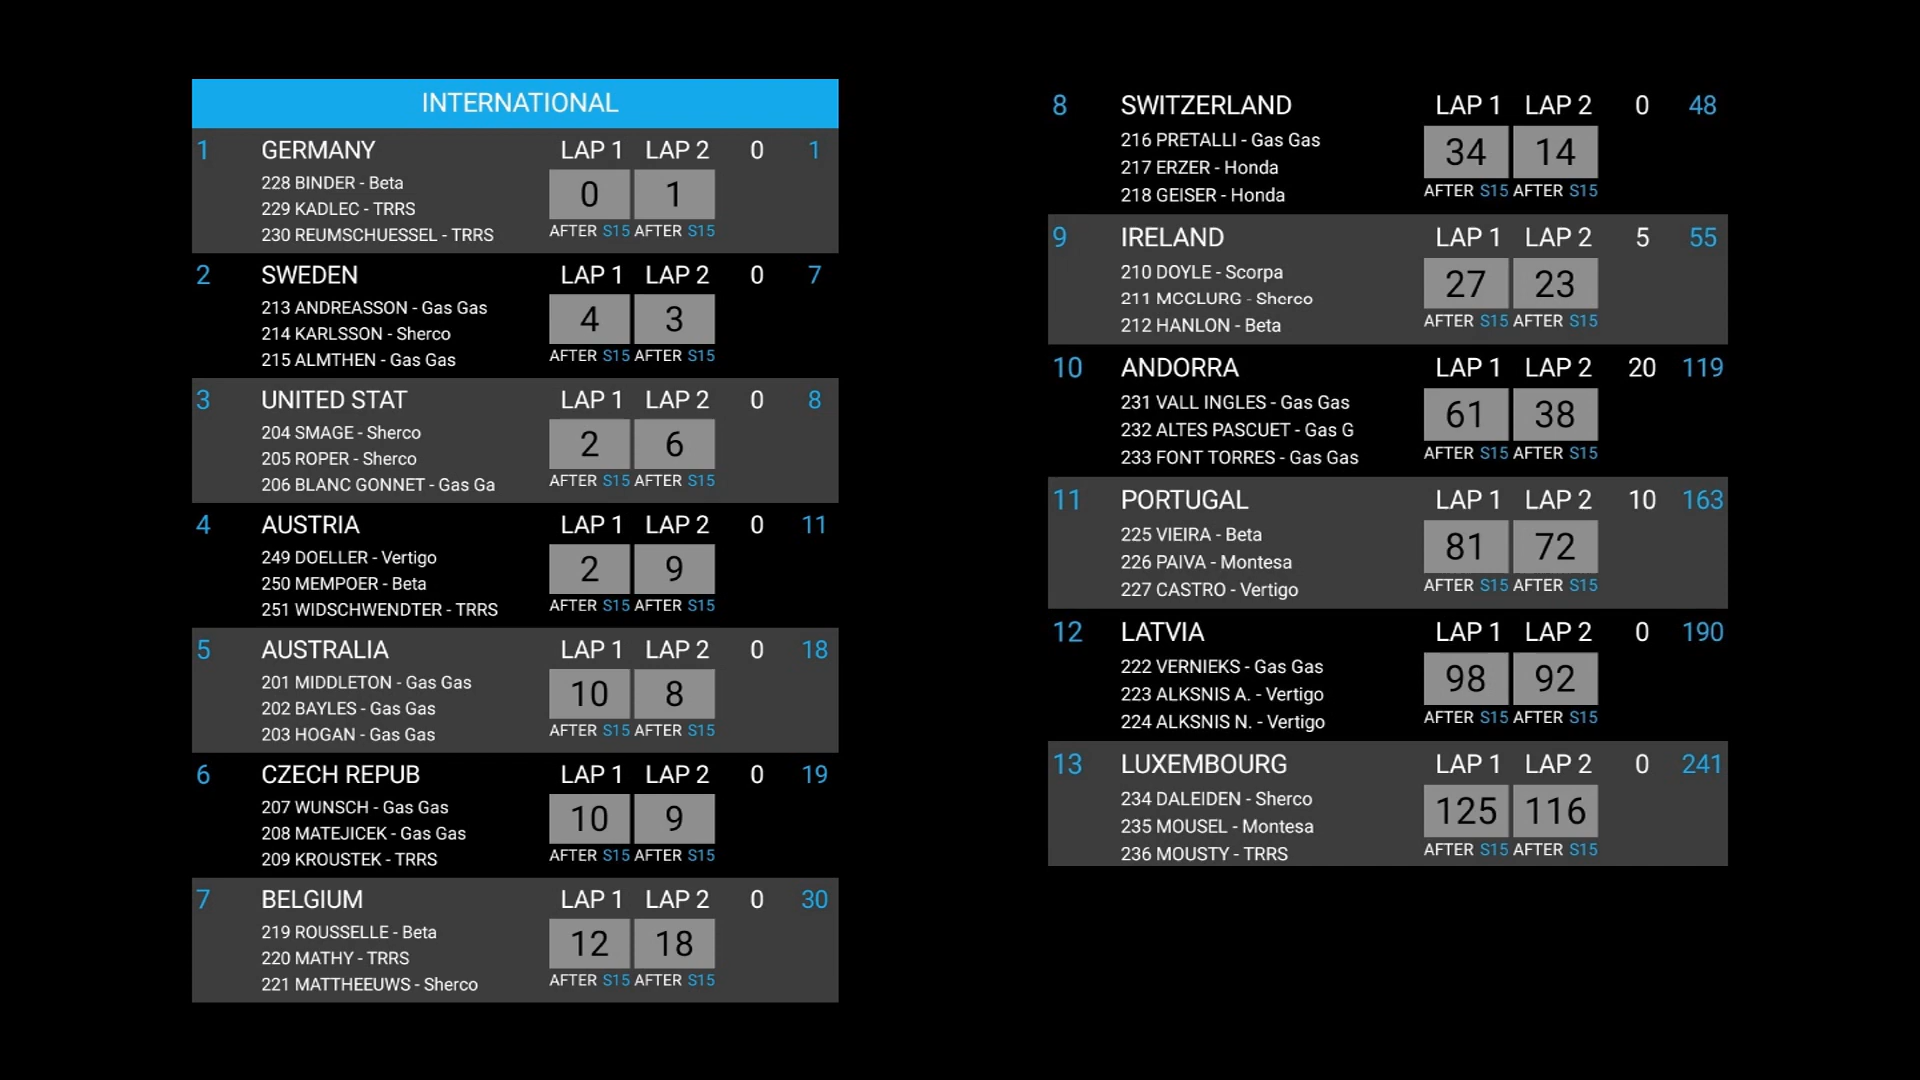 INTERNATIONAL
1 GERMANY LAP 1 LAP 2 0 1
228 BINDER - Beta
229 KADLEC - TRRS 0 1
230 REUMSCHUESSEL - TRRS AFTER S15 AFTER S15
2 SWEDEN LAP 1 LAP 2 0 7
213 ANDREASSON - Gas Gas
214 KARLSSON - Sherco 4 3
215 ALMTHEN - Gas Gas AFTER S15 AFTER S15
3 UNITED STAT LAP 1 LAP 2 0 8
204 SMAGE - Sherco
205 ROPER - Sherco 2 6
206 BLANC GONNET - Gas Ga AFTER S15 AFTER S15
4 AUSTRIA LAP 1 LAP 2 0 11
249 DOELLER - Vertigo
250 MEMPOER - Beta 2 9
251 WIDSCHWENDTER - TRRS AFTER S15 AFTER S15
5 AUSTRALIA LAP 1 LAP 2 0 18
201 MIDDLETON - Gas Gas
202 BAYLES - Gas Gas 10 8
203 HOGAN - Gas Gas AFTER S15 AFTER S15
6 CZECH REPUB LAP 1 LAP 2 0 19
207 WUNSCH - Gas Gas
208 MATEJICEK - Gas Gas 10 9
209 KROUSTEK - TRRS AFTER S15 AFTER S15
7 BELGIUM LAP 1 LAP 2 0 30
219 ROUSSELLE - Beta
220 MATHY - TRRS 12 18
221 MATTHEEUWS - Sherco AFTER S15 AFTER S15
8 SWITZERLAND LAP 1 LAP 2 0 48
216 PRETALLI - Gas Gas
217 ERZER - Honda 34 14
218 GEISER - Honda AFTER S15 AFTER S15
9 IRELAND LAP 1 LAP 2 5 55
210 DOYLE - Scorpa
211 MCCLURG - Sherco 27 23
212 HANLON - Beta AFTER S15 AFTER S15
10 ANDORRA LAP 1 LAP 2 20 119
231 VALL INGLES - Gas Gas
232 ALTES PASCUET - Gas G 61 38
233 FONT TORRES - Gas Gas AFTER S15 AFTER S15
11 PORTUGAL LAP 1 LAP 2 10 163
225 VIEIRA - Beta
226 PAIVA - Montesa 81 72
227 CASTRO - Vertigo AFTER S15 AFTER S15
12 LATVIA LAP 1 LAP 2 0 190
222 VERNIEKS - Gas Gas
223 ALKSNIS A. - Vertigo 98 92
224 ALKSNIS N. - Vertigo AFTER S15 AFTER S15
13 LUXEMBOURG LAP 1 LAP 2 0 241
234 DALEIDEN - Sherco
235 MOUSEL - Montesa 125 116
236 MOUSTY - TRRS AFTER S15 AFTER S15